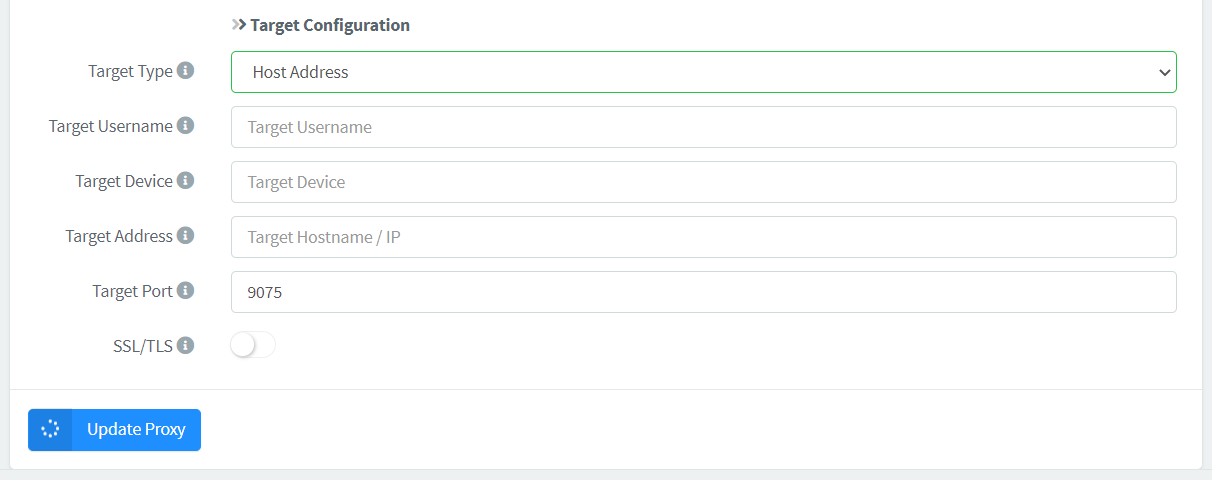 Target Configuration
Target Type
Host Address
Target Username
Target Username
Target Device
Target Device
Target Address
Target Hostname / IP
Target Port
9075
SSL/TLS
Update Proxy